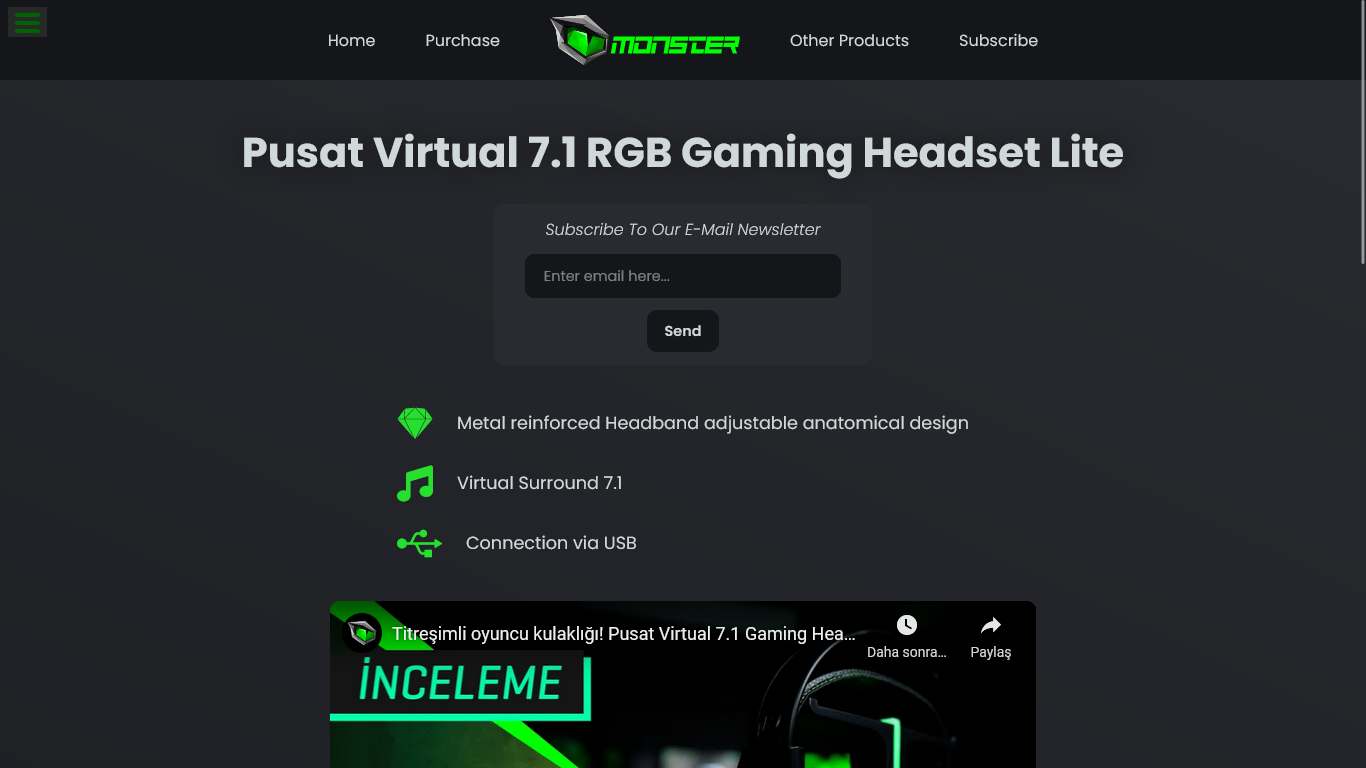 Home
Purchase
MONSTER
Other Products
Subscribe
Pusat Virtual 7.1 RGB Gaming Headset Lite
Subscribe To Our E-Mail Newsletter
Enter email here...
Send
Metal reinforced Headband adjustable anatomical design
Virtual Surround 7.1
Connection via USB
Titreşimli oyuncu kulaklığı! Pusat Virtual 7.1 Gaming Hea...
Daha sonra...
Paylaş
İNCELEME